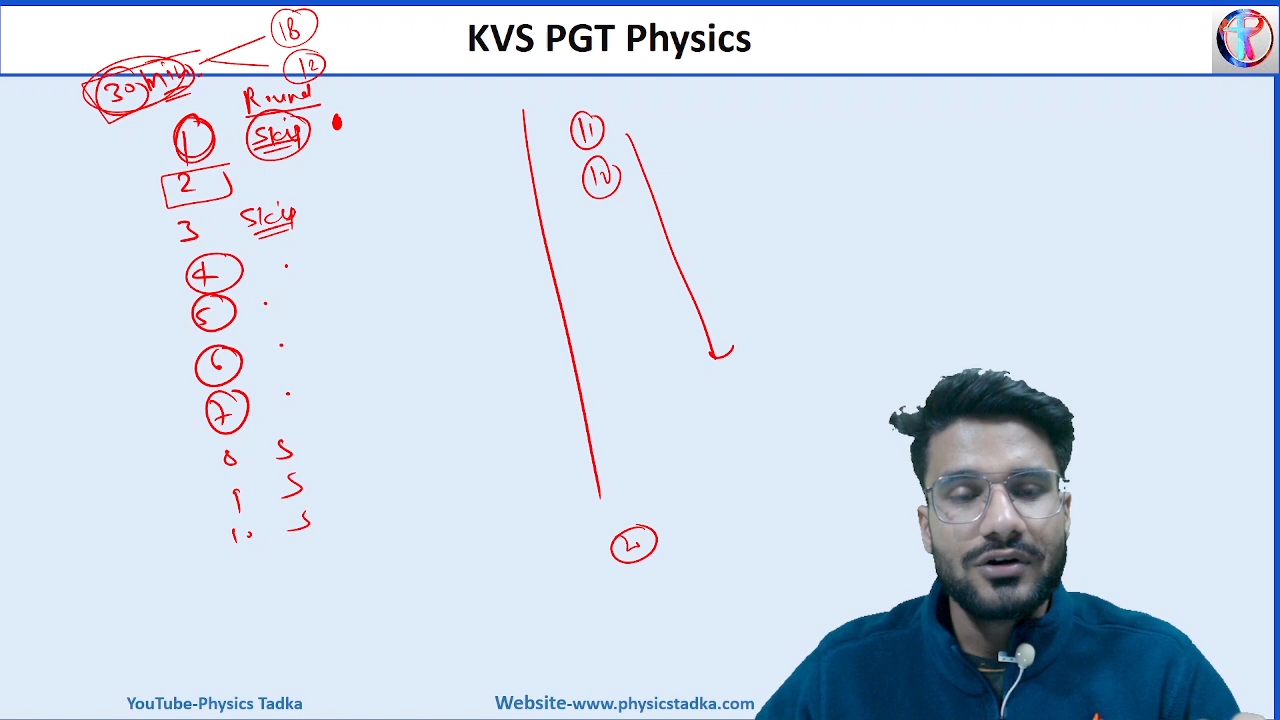 KVS PGT Physics
18
30 min.
12
Round
1 Skip
2
3 Skip
4
5
6
7
8 S
9 S
10 S
11
12
YouTube-Physics Tadka
Website-www.physicstadka.com